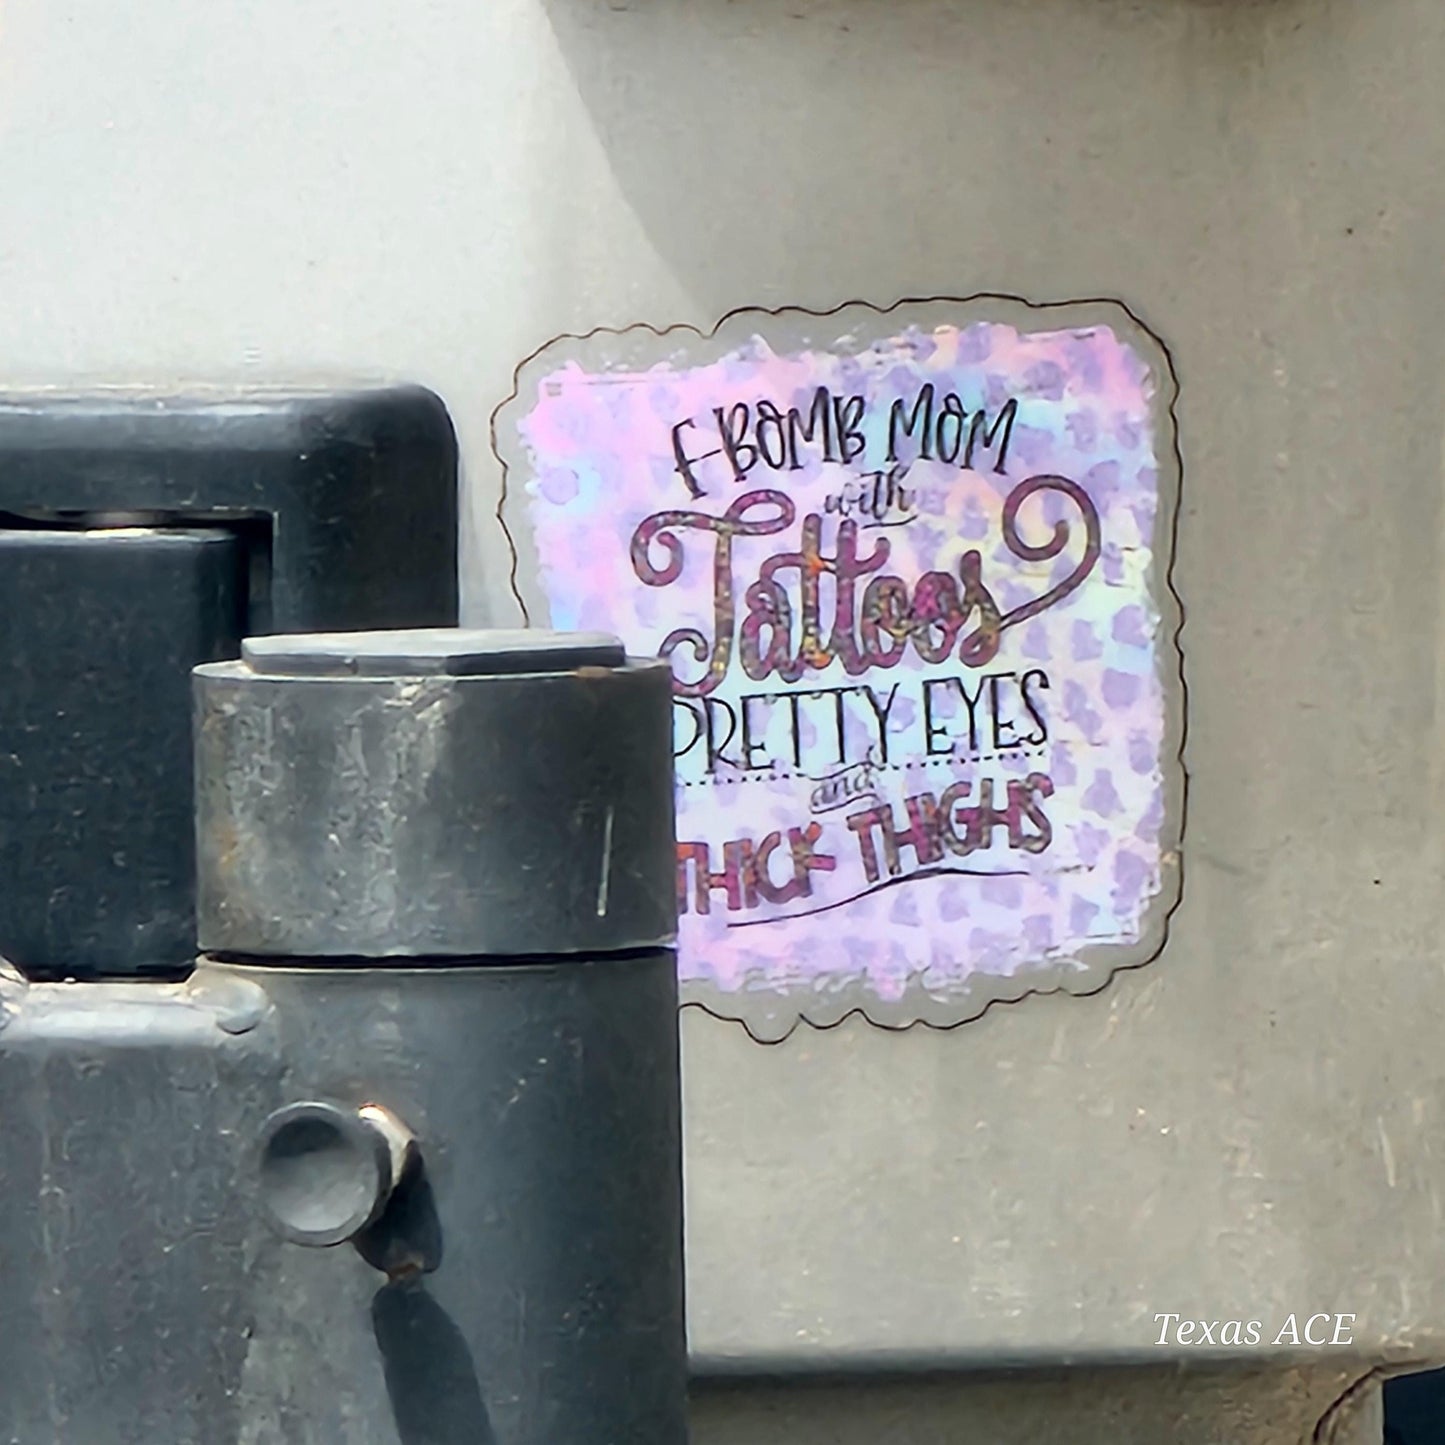 F-BOMB MOM
with
Tattoos
PRETTY EYES
and
THICK THIGHS
Texas ACE